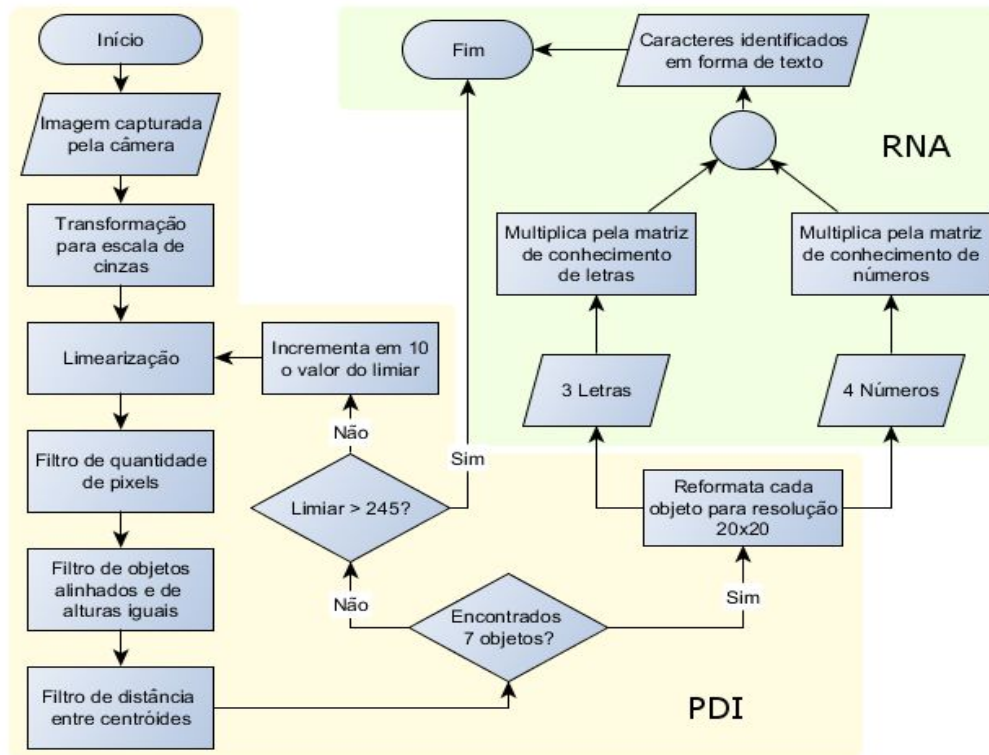 Início
Imagem capturada
pela câmera
Transformação
para escala de
cinzas
Limearização
Filtro de quantidade
de pixels
Filtro de objetos
alinhados e de
alturas iguais
Filtro de distância
entre centróides
Encontrados
7 objetos?
Não
Sim
Limiar > 245?
Não
Sim
Incrementa em 10
o valor do limiar
Reformata cada
objeto para resolução
20x20
PDI
3 Letras
4 Números
Multiplica pela matriz
de conhecimento
de letras
Multiplica pela matriz
de conhecimento de
números
RNA
Caracteres identificados
em forma de texto
Fim